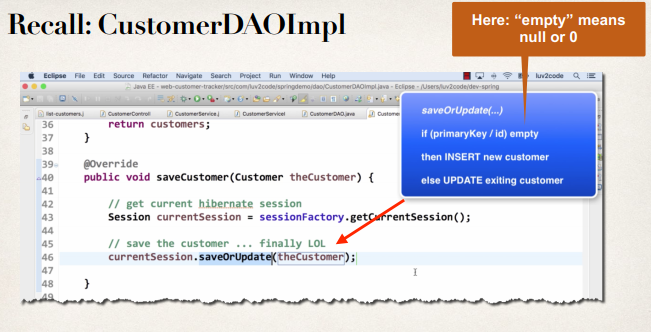 Recall: CustomerDAOImpl
Here: “empty” means
null or 0
Eclipse File Edit Source Refactor Navigate Search Project Run Window Help
luv2code
Java EE - web-customer-tracker/src/com/luv2code/springdemo/dao/CustomerDAOImpl.java - Eclipse - /Users/luv2code/dev-spring
list-customers.j CustomerControll CustomerService.j CustomerServiceI CustomerDAO.java
36 return customers;
37 }
38
39 @Override
40 public void saveCustomer(Customer theCustomer) {
41
42 // get current hibernate session
43 Session currentSession = sessionFactory.getCurrentSession();
44
45 // save the customer ... finally LOL
46 currentSession.saveOrUpdate(theCustomer);
47
48 }
49
saveOrUpdate(...)
if (primaryKey / id) empty
then INSERT new customer
else UPDATE exiting customer